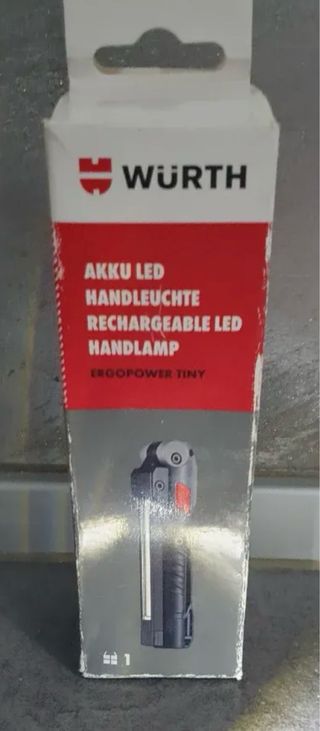 WÜRTH
AKKU LED
HANDLEUCHTE
RECHARGEABLE LED
HANDLAMP
ERGOPOWER TINY
1